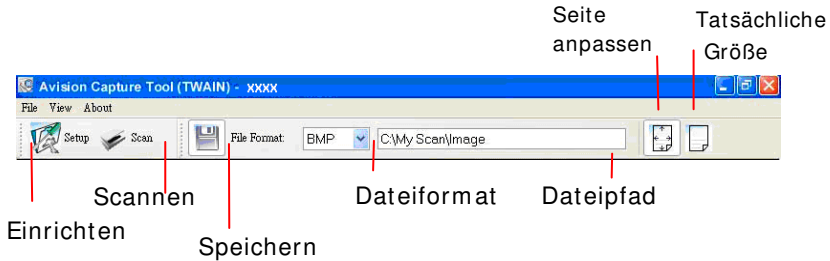 Seite
anpassen
Tatsächliche
Größe
Avision Capture Tool (TWAIN) - xxxx
File View About
Setup Scan File Format: BMP C:\My Scan\Image
Scannen
Dateiformat
Dateipfad
Einrichten
Speichern